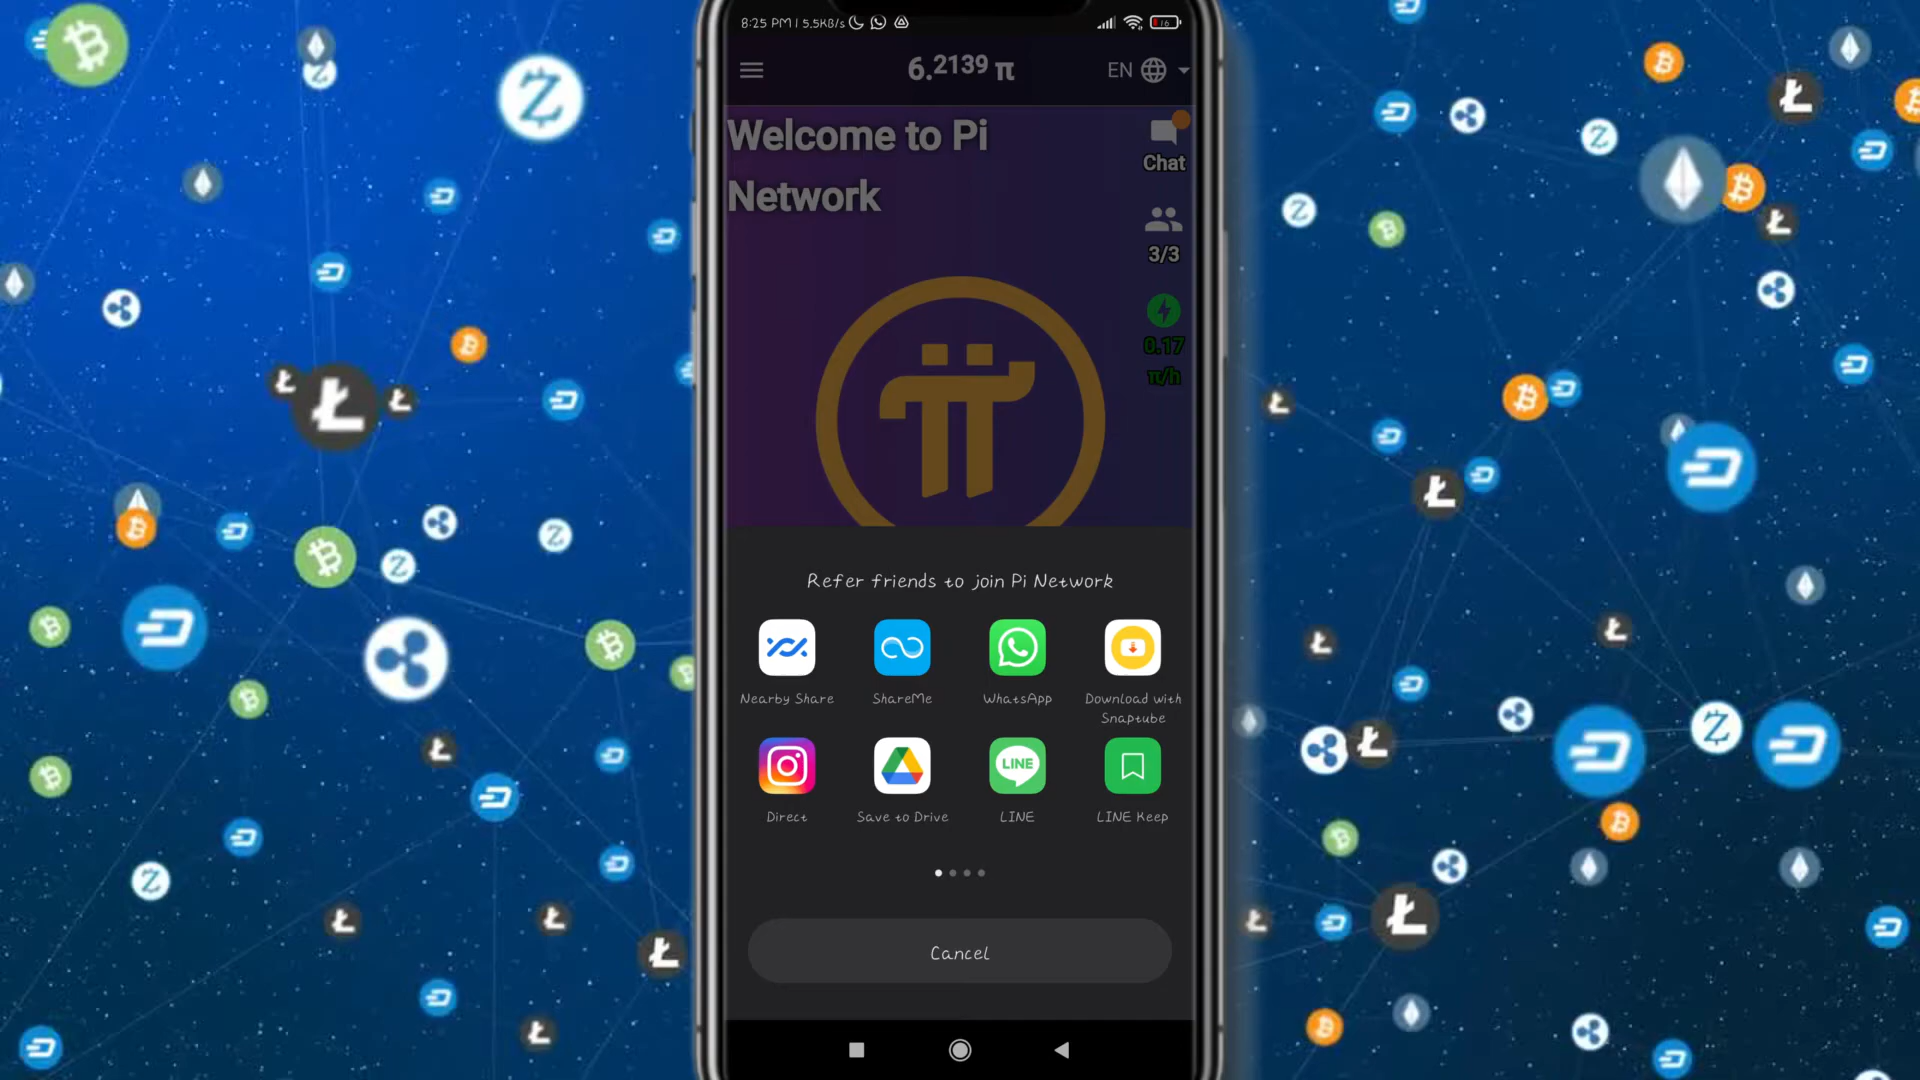 8:25 PM | 5.5KB/s
16
6.2139 π
EN
Welcome to Pi
Network
Chat
3/3
0.17
π/h
Refer friends to join Pi Network
Nearby Share
ShareMe
WhatsApp
Download with
Snaptube
LINE
Direct
Save to Drive
LINE
LINE Keep
Cancel